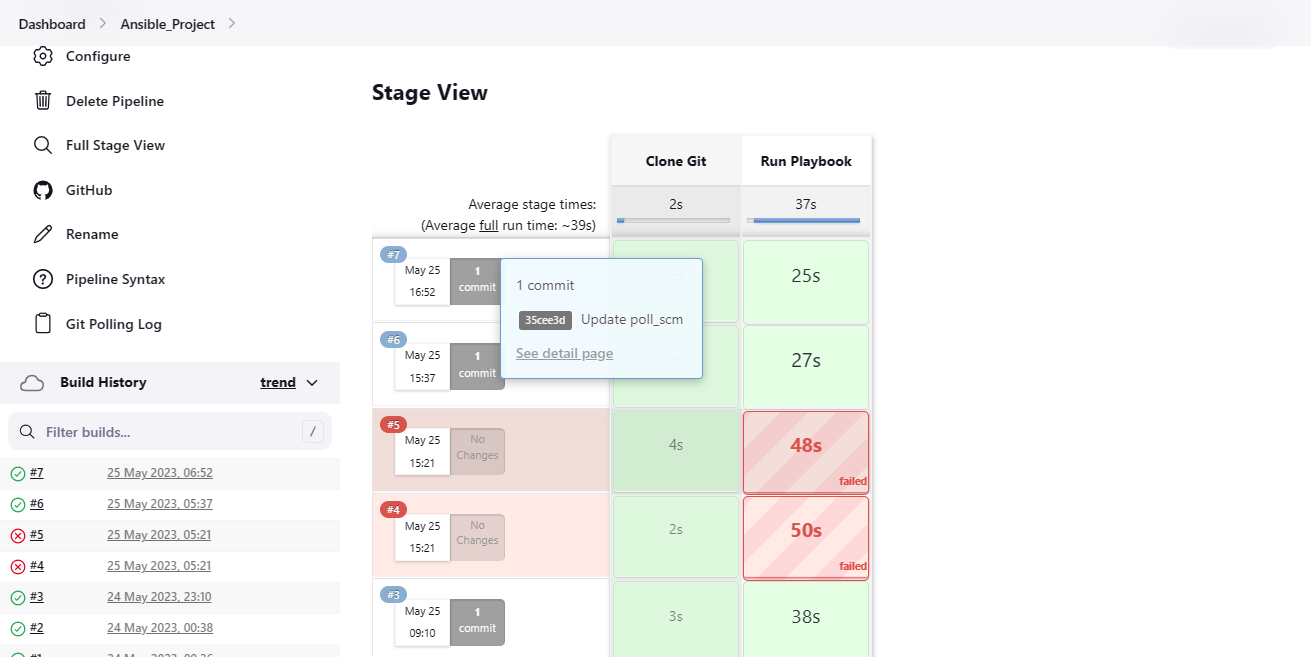 Dashboard
Ansible_Project
Configure
Delete Pipeline
Full Stage View
GitHub
Rename
Pipeline Syntax
Git Polling Log
Build History
trend
Filter builds...
/
#7 25 May 2023, 06:52
#6 25 May 2023, 05:37
#5 25 May 2023, 05:21
#4 25 May 2023, 05:21
#3 24 May 2023, 23:10
#2 24 May 2023, 00:38
Stage View
Clone Git Run Playbook
Average stage times: 2s 37s
(Average full run time: ~39s)
#7
May 25
16:52
1
commit
25s
1 commit
35cee3d Update poll_scm
See detail page
#6
May 25
15:37
1
commit
27s
#5
May 25
15:21
No
Changes
4s
48s
failed
#4
May 25
15:21
No
Changes
2s
50s
failed
#3
May 25
09:10
1
commit
3s
38s